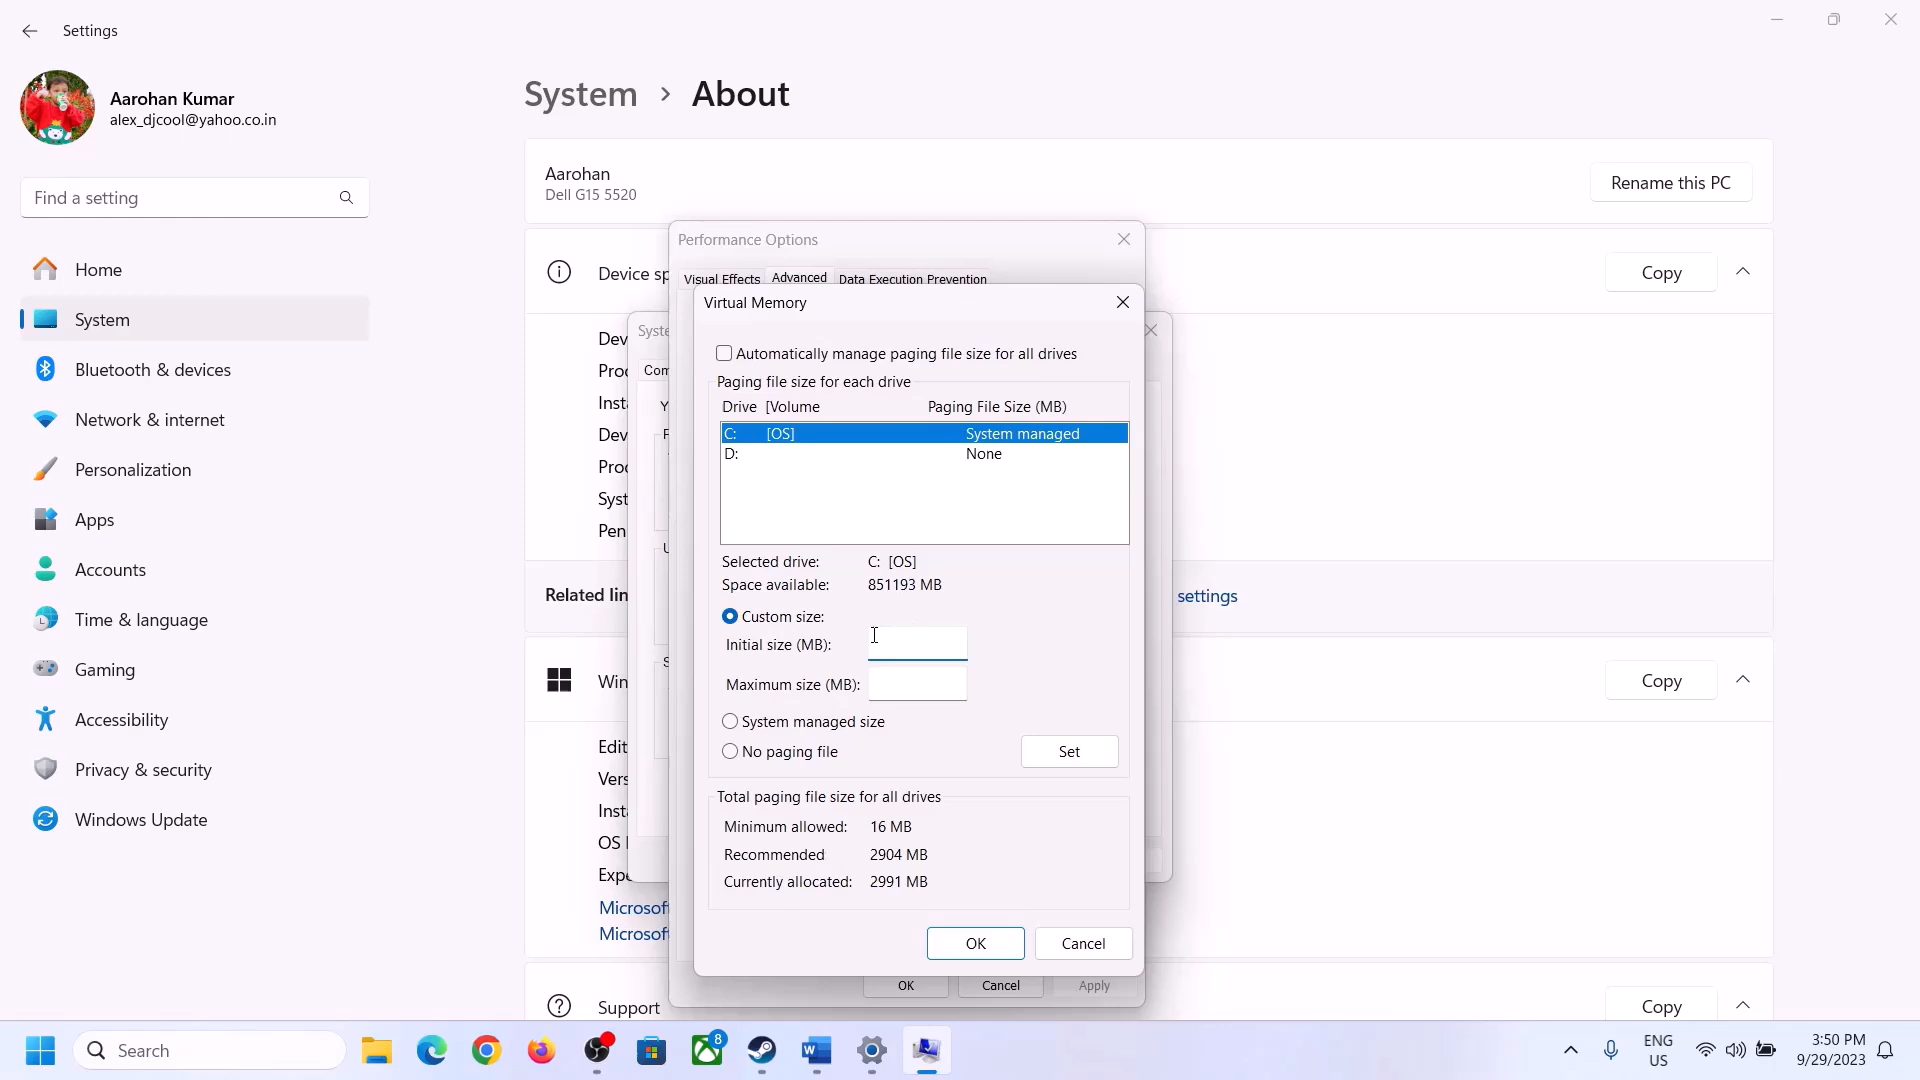 Settings
Aarohan Kumar
alex_djcool@yahoo.co.in
Find a setting
Home
System
Bluetooth & devices
Network & internet
Personalization
Apps
Accounts
Time & language
Gaming
Accessibility
Privacy & security
Windows Update
System > About
Aarohan
Dell G15 5520
Rename this PC
Device sp
Copy
Related lin
settings
Copy
Microsof
Microsof
Support
Copy
Performance Options
Visual Effects Advanced Data Execution Prevention
Virtual Memory
Automatically manage paging file size for all drives
Paging file size for each drive
Drive [Volume Paging File Size (MB)
C: [OS] System managed
D: None
Selected drive: C: [OS]
Space available: 851193 MB
Custom size:
Initial size (MB):
Maximum size (MB):
System managed size
No paging file
Set
Total paging file size for all drives
Minimum allowed: 16 MB
Recommended 2904 MB
Currently allocated: 2991 MB
OK Cancel
OK Cancel Apply
Search
8
ENG
US
3:50 PM
9/29/2023